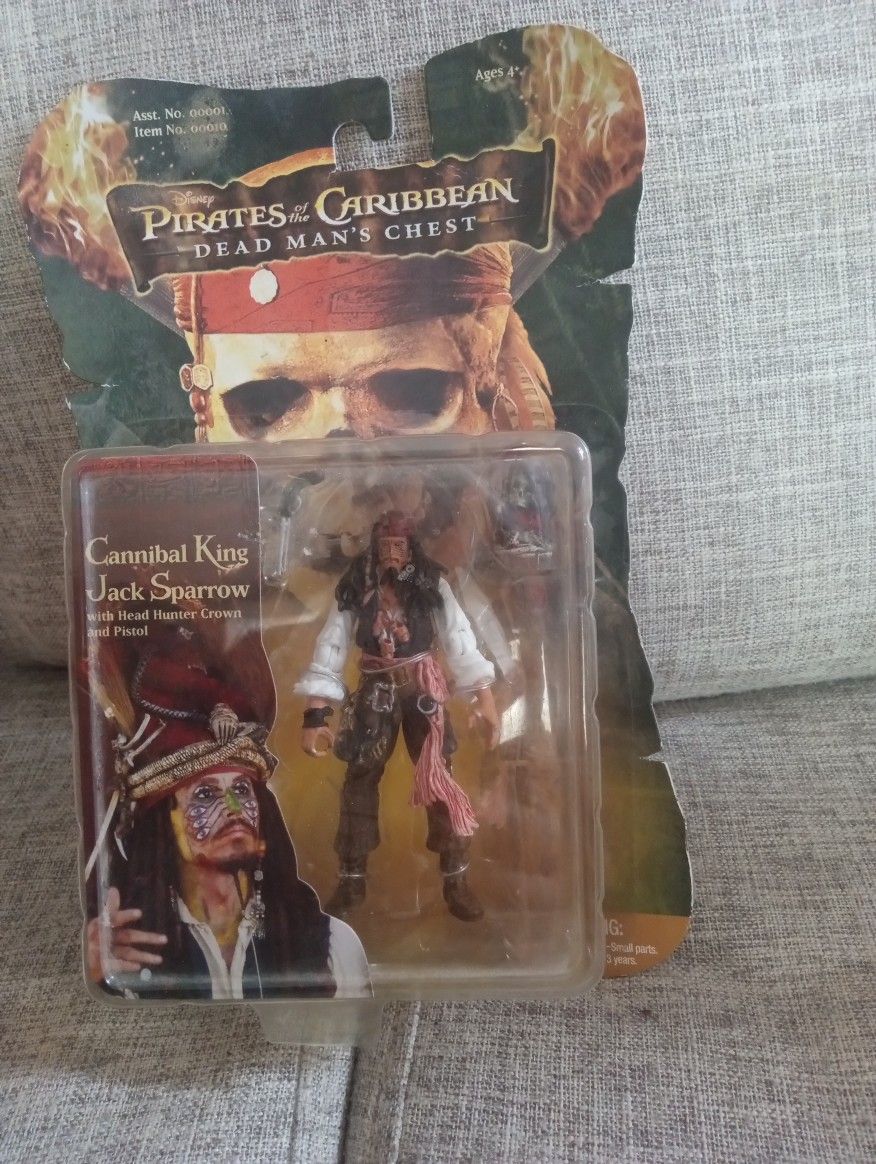 Asst. No. 00001.
Item No. 00010
Ages 4+
Disney
PIRATES of the CARIBBEAN
DEAD MAN'S CHEST
Cannibal King
Jack Sparrow
with Head Hunter Crown
and Pistol
IG:
-Small parts.
3 years.